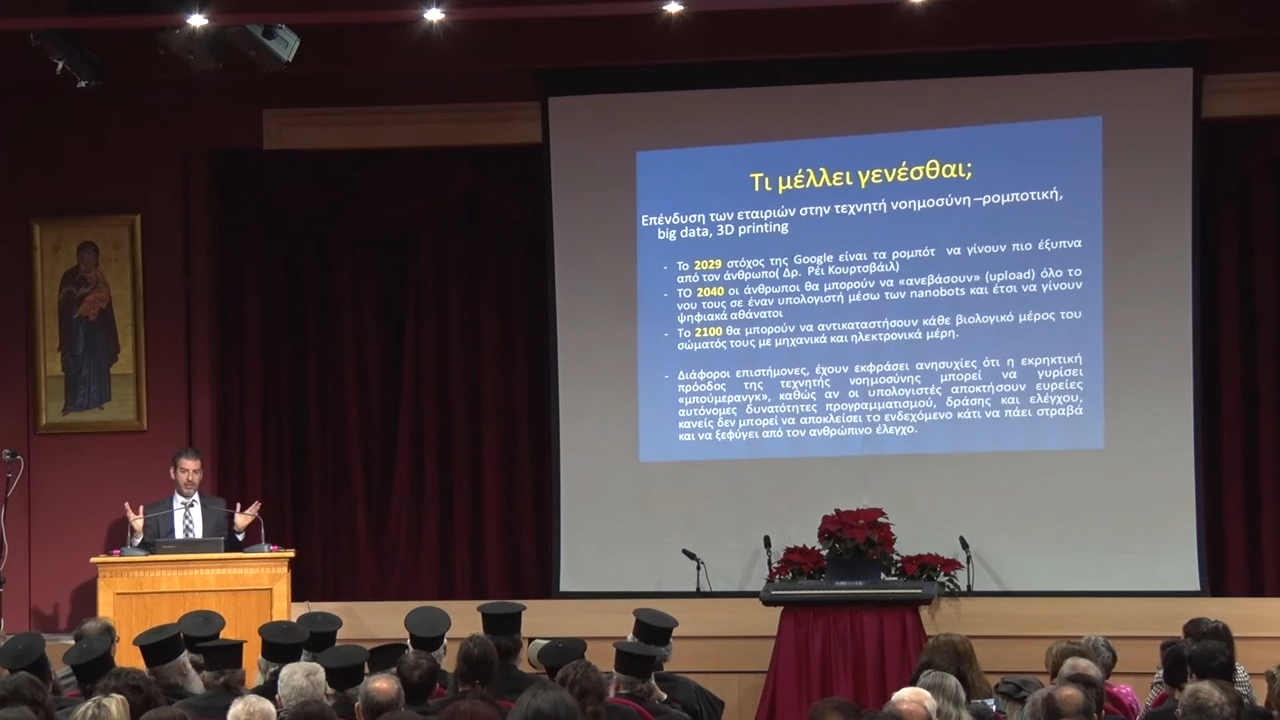 Τι μέλλει γενέσθαι;
Επένδυση των εταιριών στην τεχνητή νοημοσύνη –ρομποτική,
big data, 3D printing
- Το 2029 στόχος της Google είναι τα ρομπότ να γίνουν πιο έξυπνα
από τον άνθρωπο( Δρ. Ρέι Κουρτσβάιλ)
- ΤΟ 2040 οι άνθρωποι θα μπορούν να «ανεβάσουν» (upload) όλο το
νου τους σε έναν υπολογιστή μέσω των nanobots και έτσι να γίνουν
ψηφιακά αθάνατοι
- Το 2100 θα μπορούν να αντικαταστήσουν κάθε βιολογικό μέρος του
σώματός τους με μηχανικά και ηλεκτρονικά μέρη.
- Διάφοροι επιστήμονες, έχουν εκφράσει ανησυχίες ότι η εκρηκτική
πρόοδος της τεχνητής νοημοσύνης μπορεί να γυρίσει
«μπούμερανγκ», καθώς αν οι υπολογιστές αποκτήσουν ευρείες
αυτόνομες δυνατότητες προγραμματισμού, δράσης και ελέγχου,
κανείς δεν μπορεί να αποκλείσει το ενδεχόμενο κάτι να πάει στραβά
και να ξεφύγει από τον ανθρώπινο έλεγχο.